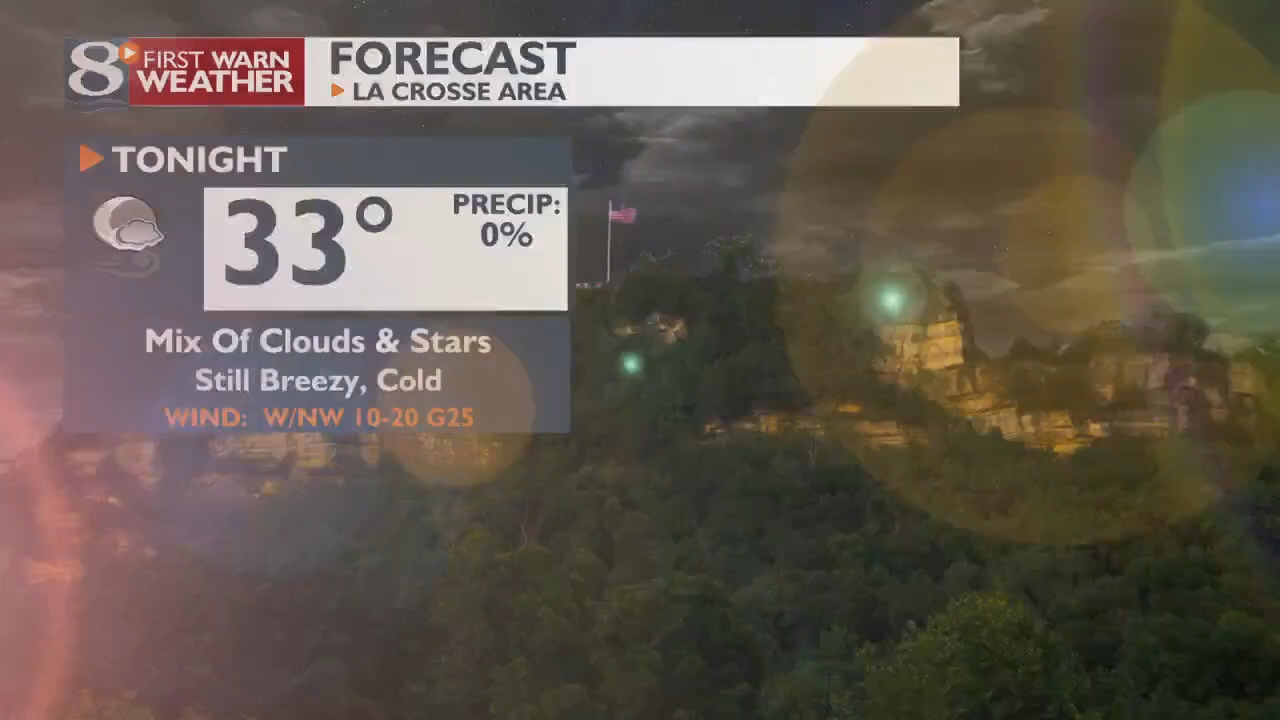 8 FIRST WARN
WEATHER
FORECAST
LA CROSSE AREA
TONIGHT
33°
PRECIP:
0%
Mix Of Clouds & Stars
Still Breezy, Cold
WIND: W/NW 10-20 G25